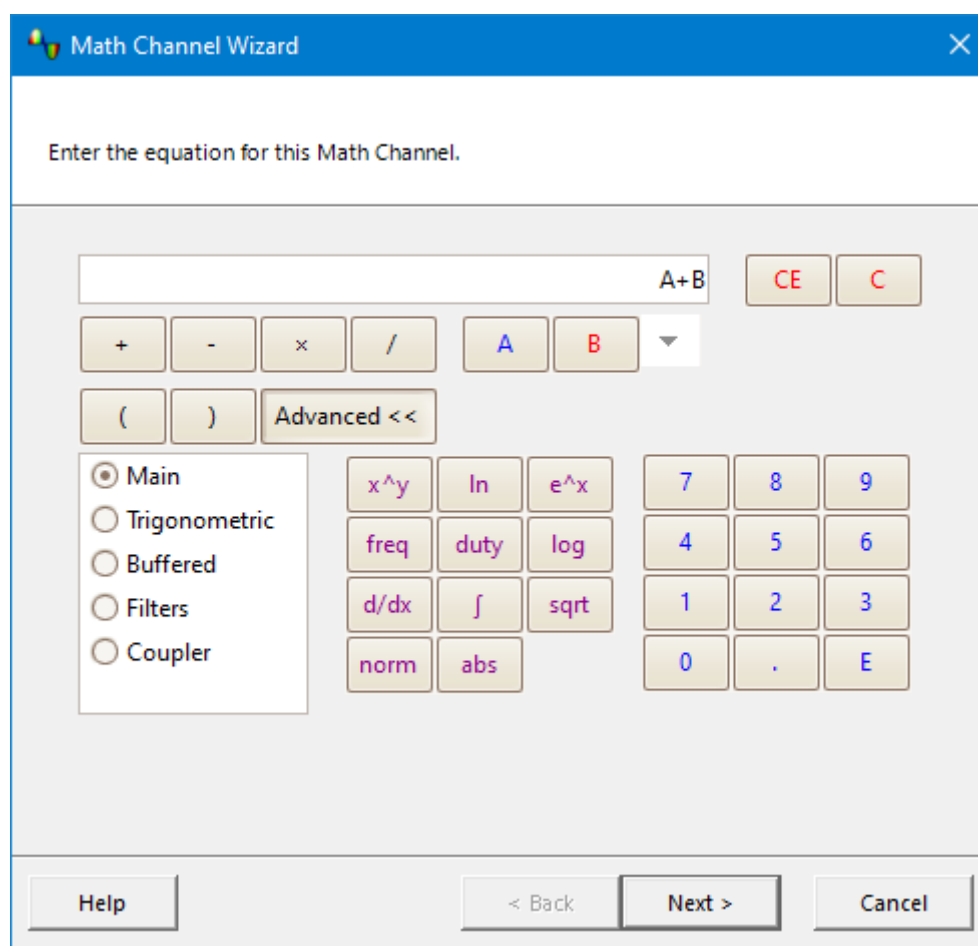 Math Channel Wizard
Enter the equation for this Math Channel.
A+B CE C
+ - × / A B
( ) Advanced <<
Main
Trigonometric
Buffered
Filters
Coupler
x^y ln e^x
freq duty log
d/dx ∫ sqrt
norm abs
7 8 9
4 5 6
1 2 3
0 . E
Help < Back Next > Cancel